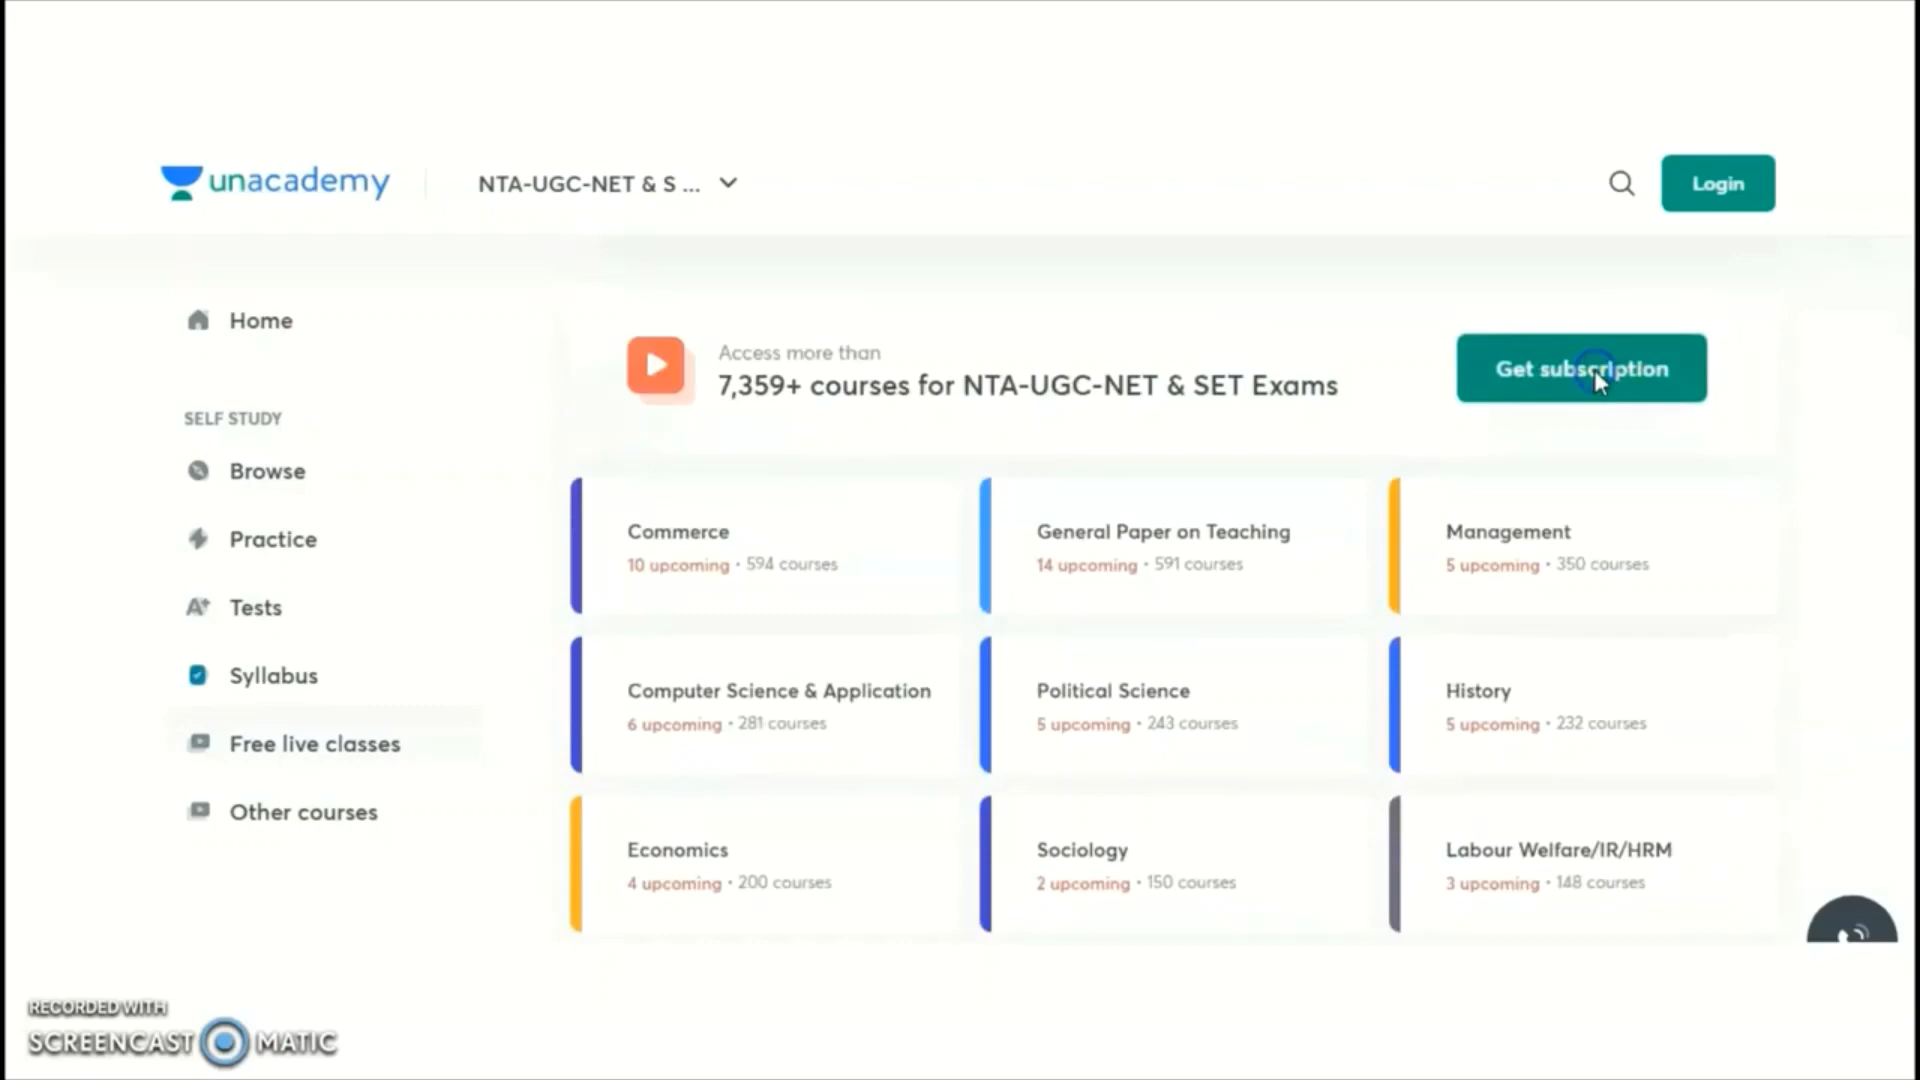 unacademy
NTA-UGC-NET & S ...
Login
Home
SELF STUDY
Browse
Practice
A+ Tests
Syllabus
Free live classes
Other courses
Access more than
7,359+ courses for NTA-UGC-NET & SET Exams
Get subscription
Commerce
10 upcoming • 594 courses
General Paper on Teaching
14 upcoming • 591 courses
Management
5 upcoming • 350 courses
Computer Science & Application
6 upcoming • 281 courses
Political Science
5 upcoming • 243 courses
History
5 upcoming • 232 courses
Economics
4 upcoming • 200 courses
Sociology
2 upcoming • 150 courses
Labour Welfare/IR/HRM
3 upcoming • 148 courses
RECORDED WITH
SCREENCAST MATIC